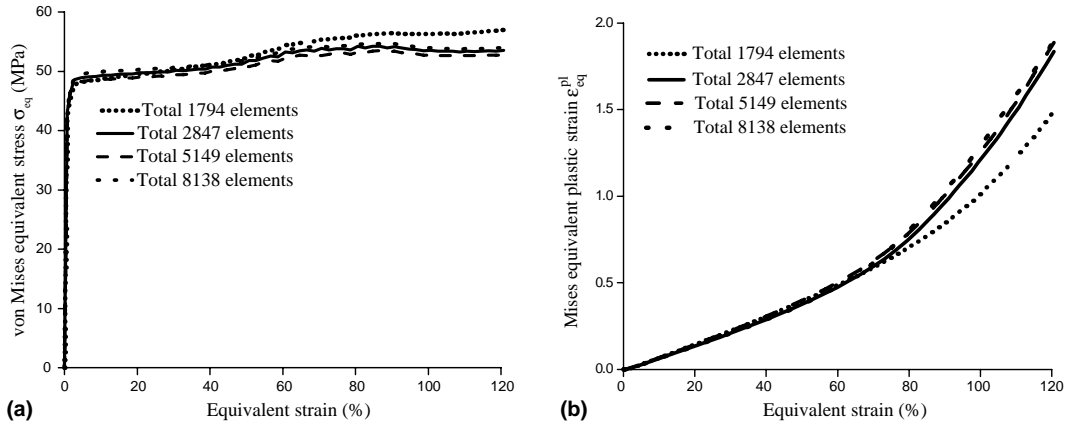 von Mises equivalent stress σeq (MPa)
60
50
40
30
20
10
0
0 20 40 60 80 100 120
Equivalent strain (%)
Total 1794 elements
Total 2847 elements
Total 5149 elements
Total 8138 elements
(a)
Mises equivalent plastic strain εeq^pl
2.0
1.5
1.0
0.5
0.0
0 20 40 60 80 100 120
Equivalent strain (%)
Total 1794 elements
Total 2847 elements
Total 5149 elements
Total 8138 elements
(b)